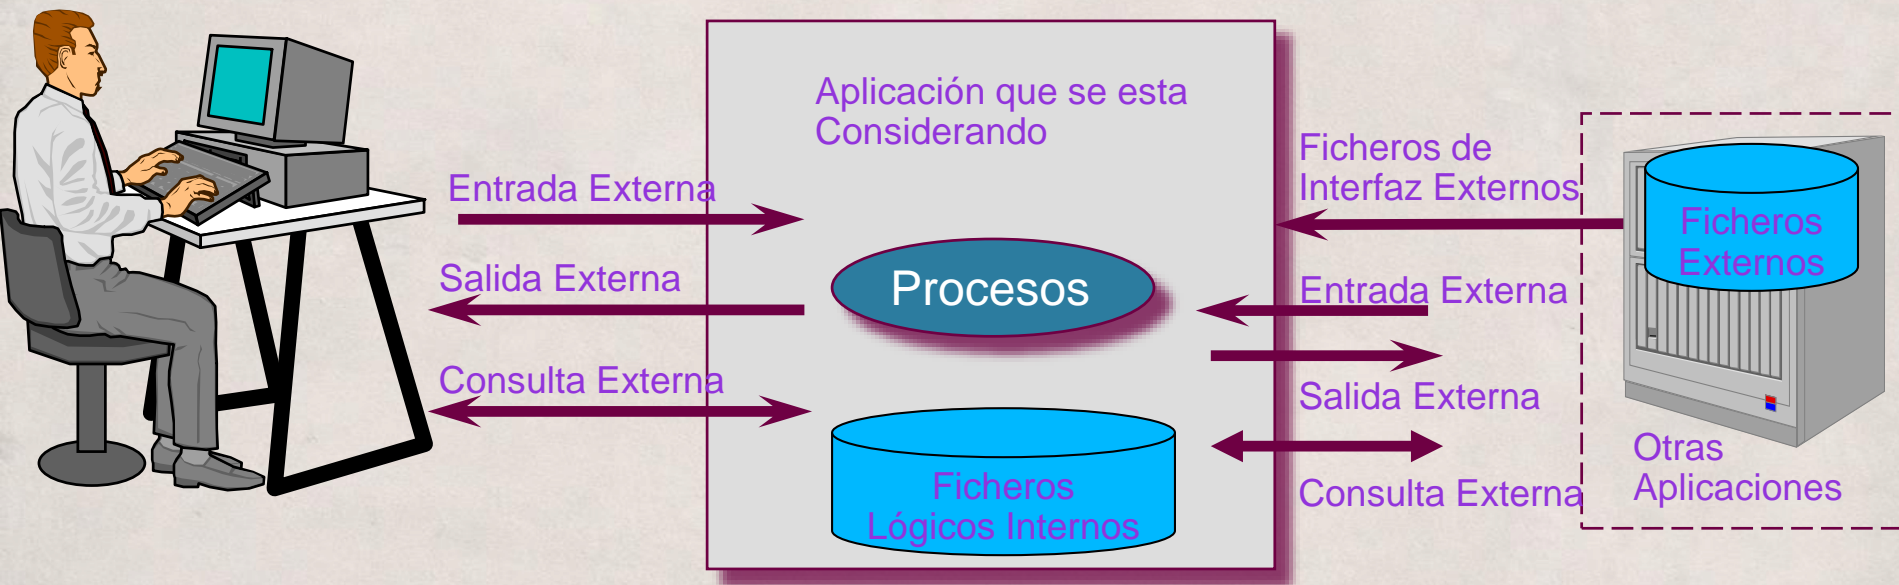 Aplicación que se esta
Considerando
Entrada Externa
Salida Externa
Consulta Externa
Procesos
Ficheros
Lógicos Internos
Ficheros de
Interfaz Externos
Entrada Externa
Salida Externa
Consulta Externa
Ficheros
Externos
Otras
Aplicaciones